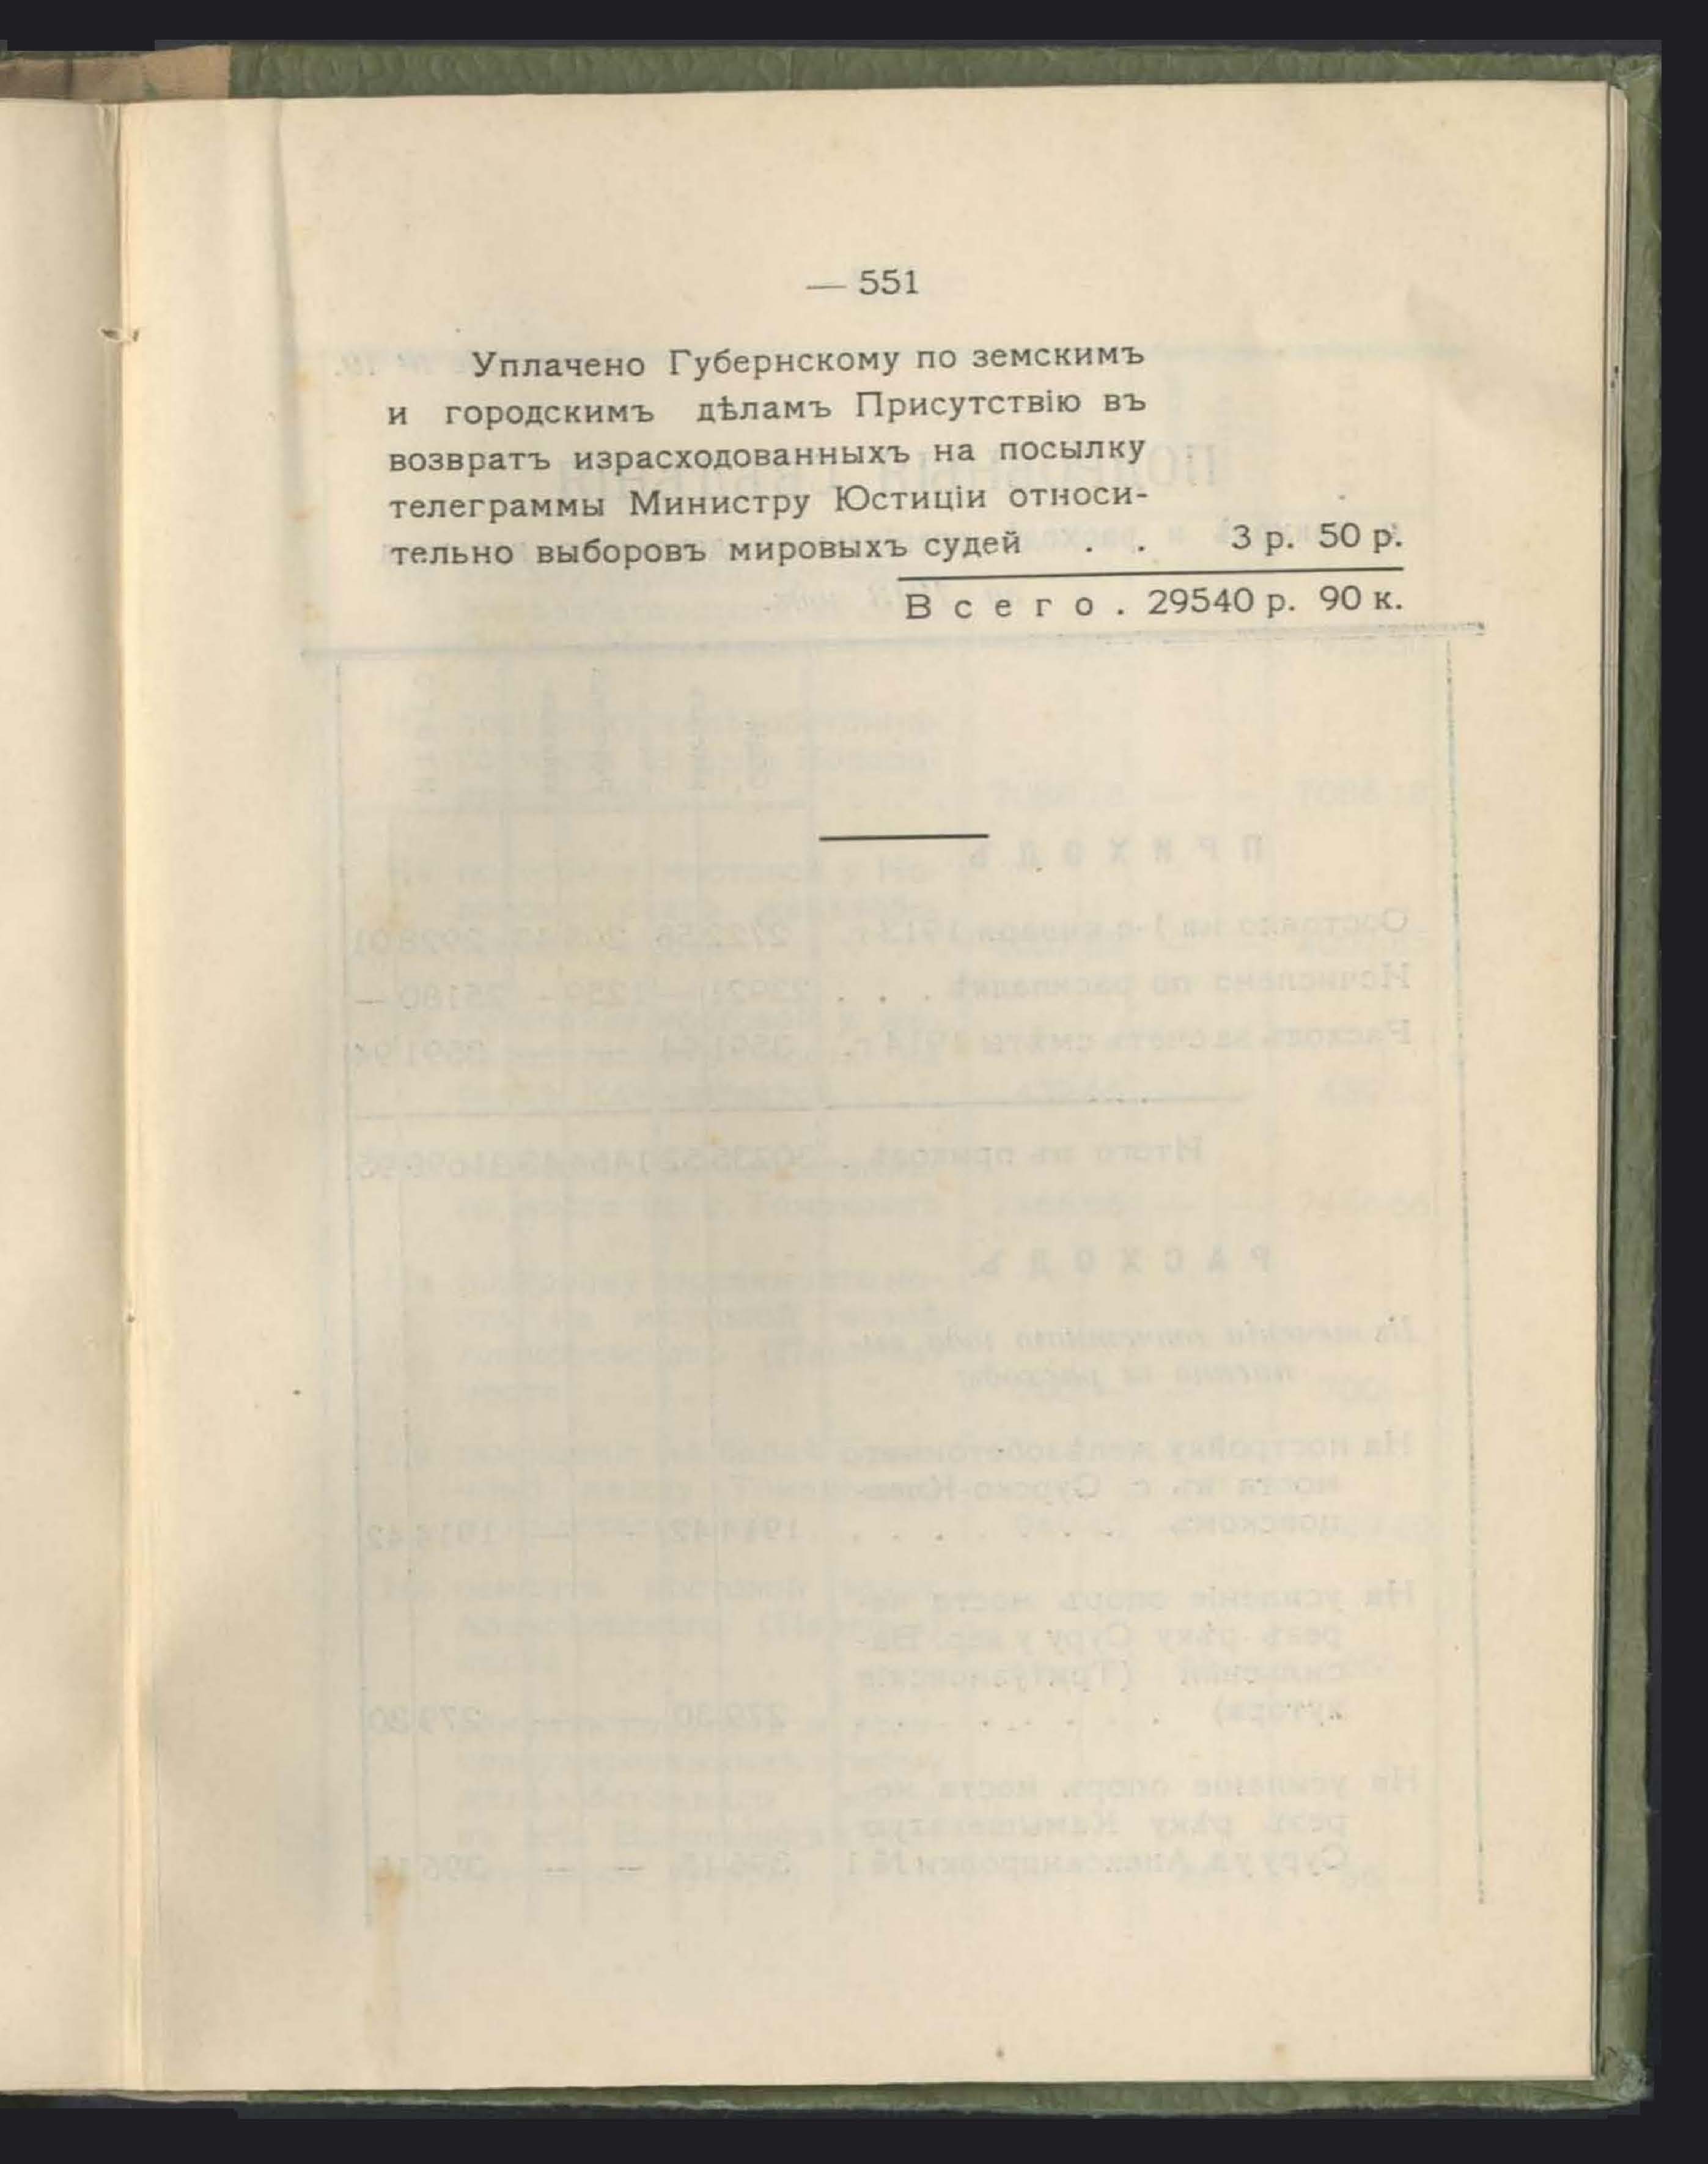 — 551
Уплачено Губернскому по земскимъ
и городскимъ дѣламъ Присутствію въ
возвратъ израсходованныхъ на посылку
телеграммы Министру Юстиціи относи-
тельно выборовъ мировыхъ судей . . 3 р. 50 р.
Всего . 29540 р. 90 к.